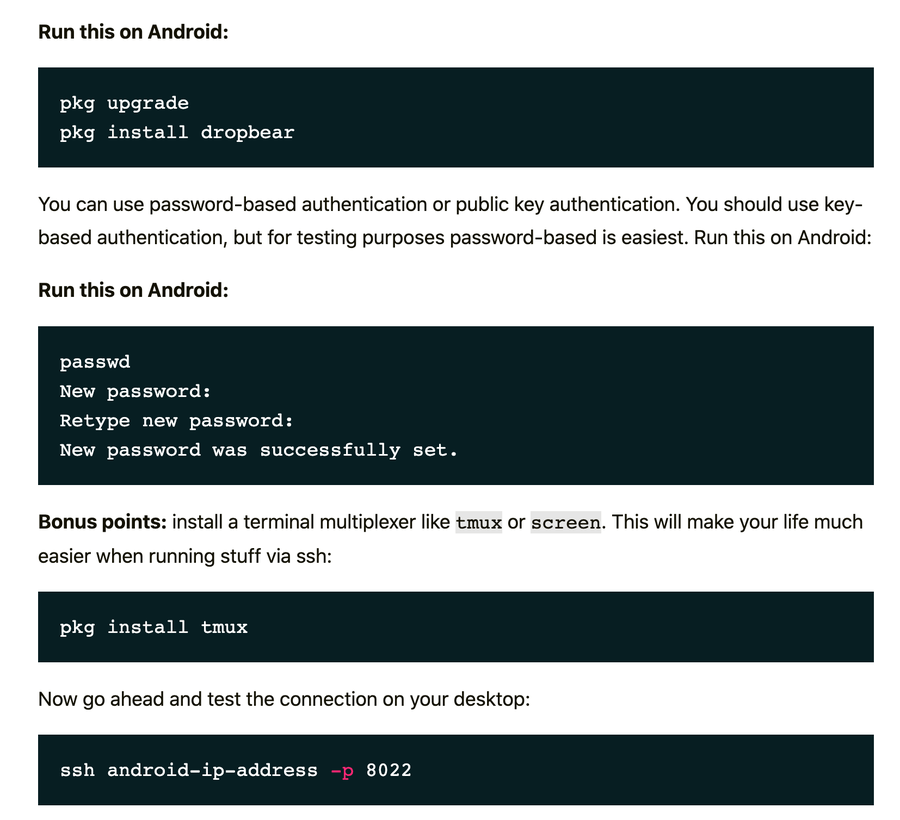 Run this on Android:
pkg upgrade
pkg install dropbear
You can use password-based authentication or public key authentication. You should use key-
based authentication, but for testing purposes password-based is easiest. Run this on Android:
Run this on Android:
passwd
New password:
Retype new password:
New password was successfully set.
Bonus points: install a terminal multiplexer like tmux or screen. This will make your life much
easier when running stuff via ssh:
pkg install tmux
Now go ahead and test the connection on your desktop:
ssh android-ip-address -p 8022